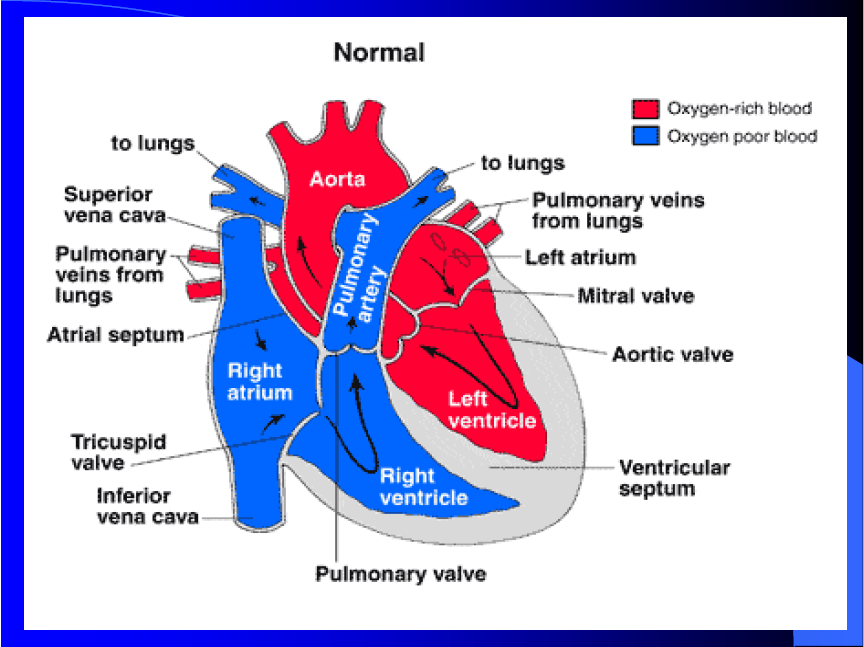 Normal
Oxygen-rich blood
Oxygen poor blood
to lungs
to lungs
Aorta
Superior
vena cava
Pulmonary veins
from lungs
Pulmonary
veins from
lungs
Pulmonary
artery
Left atrium
Mitral valve
Atrial septum
Aortic valve
Right
atrium
Left
ventricle
Tricuspid
valve
Right
ventricle
Ventricular
septum
Inferior
vena cava
Pulmonary valve